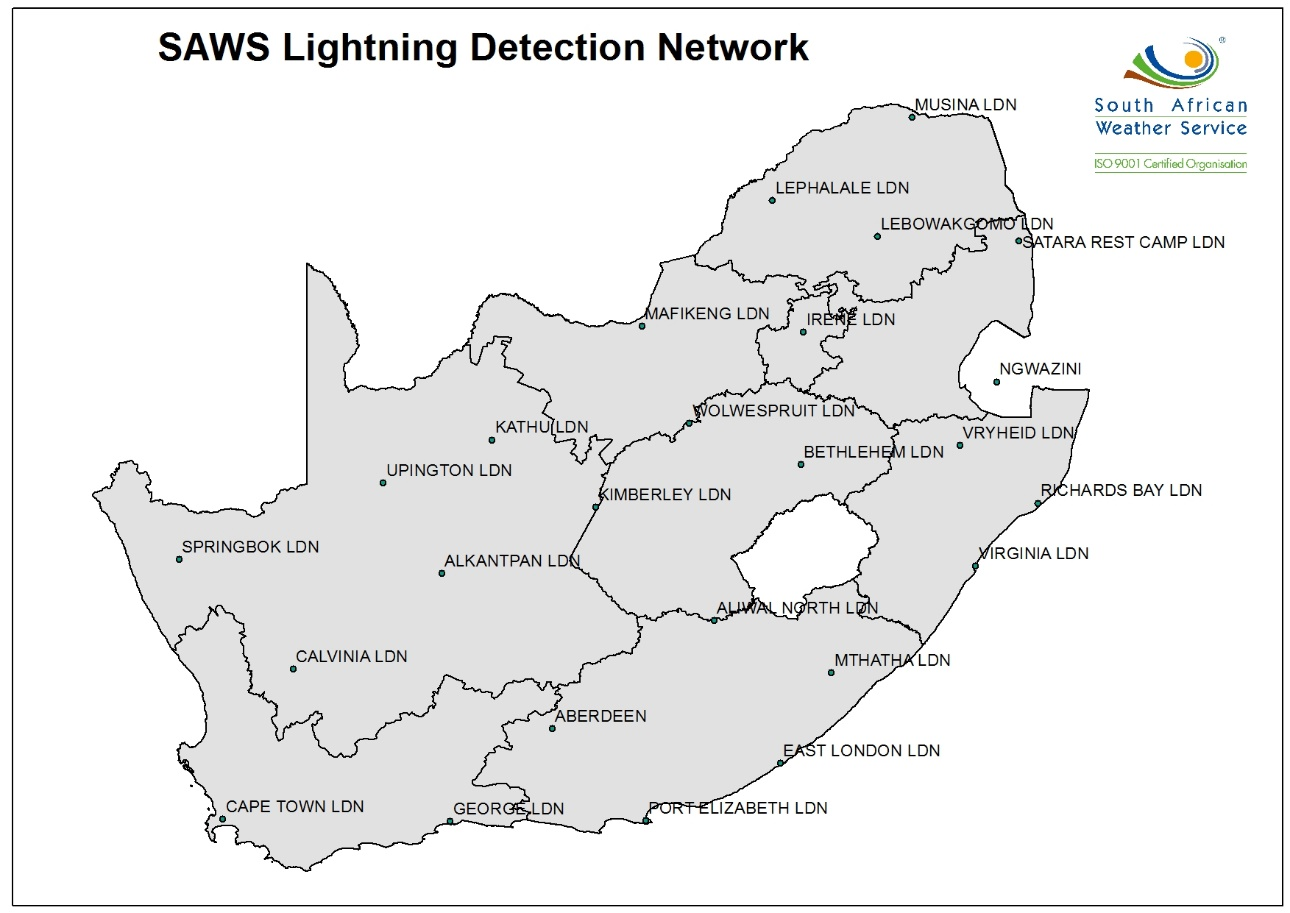 SAWS Lightning Detection Network
®
South African
Weather Service
ISO 9001 Certified Organisation
MUSINA LDN
LEPHALALE LDN
LEBOWAKGOMO LDN
SATARA REST CAMP LDN
MAFIKENG LDN
IRENE LDN
NGWAZINI
WOLWESPRUIT LDN
KATHU LDN
VRYHEID LDN
BETHLEHEM LDN
UPINGTON LDN
KIMBERLEY LDN
RICHARDS BAY LDN
SPRINGBOK LDN
VIRGINIA LDN
ALKANTPAN LDN
ALIWAL NORTH LDN
CALVINIA LDN
MTHATHA LDN
ABERDEEN
EAST LONDON LDN
CAPE TOWN LDN
GEORGE LDN
PORT ELIZABETH LDN